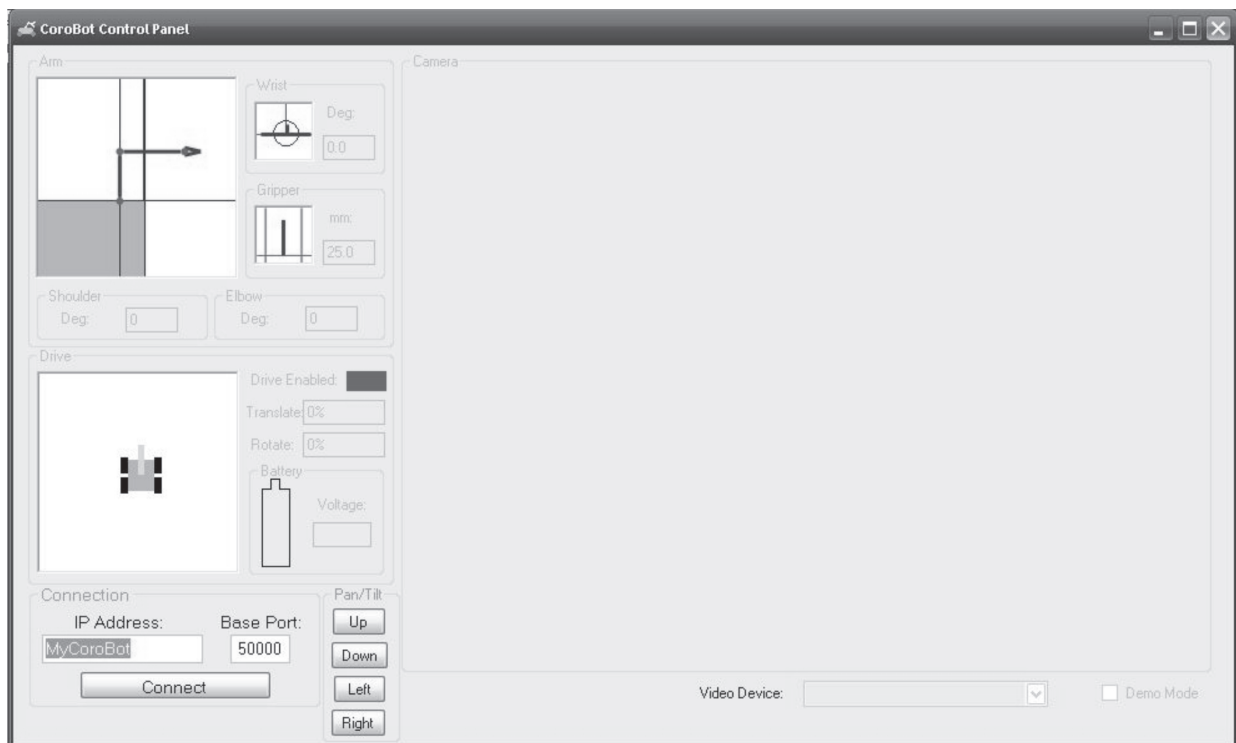 CoroBot Control Panel
Arm
Wrist
Deg:
0.0
Gripper
mm:
25.0
Shoulder
Deg: 0
Elbow
Deg: 0
Drive
Drive Enabled:
Translate: 0%
Rotate: 0%
Battery
Voltage:
Connection
IP Address: Base Port:
MyCoroBot 50000
Connect
Pan/Tilt
Up
Down
Left
Right
Camera
Video Device:
Demo Mode